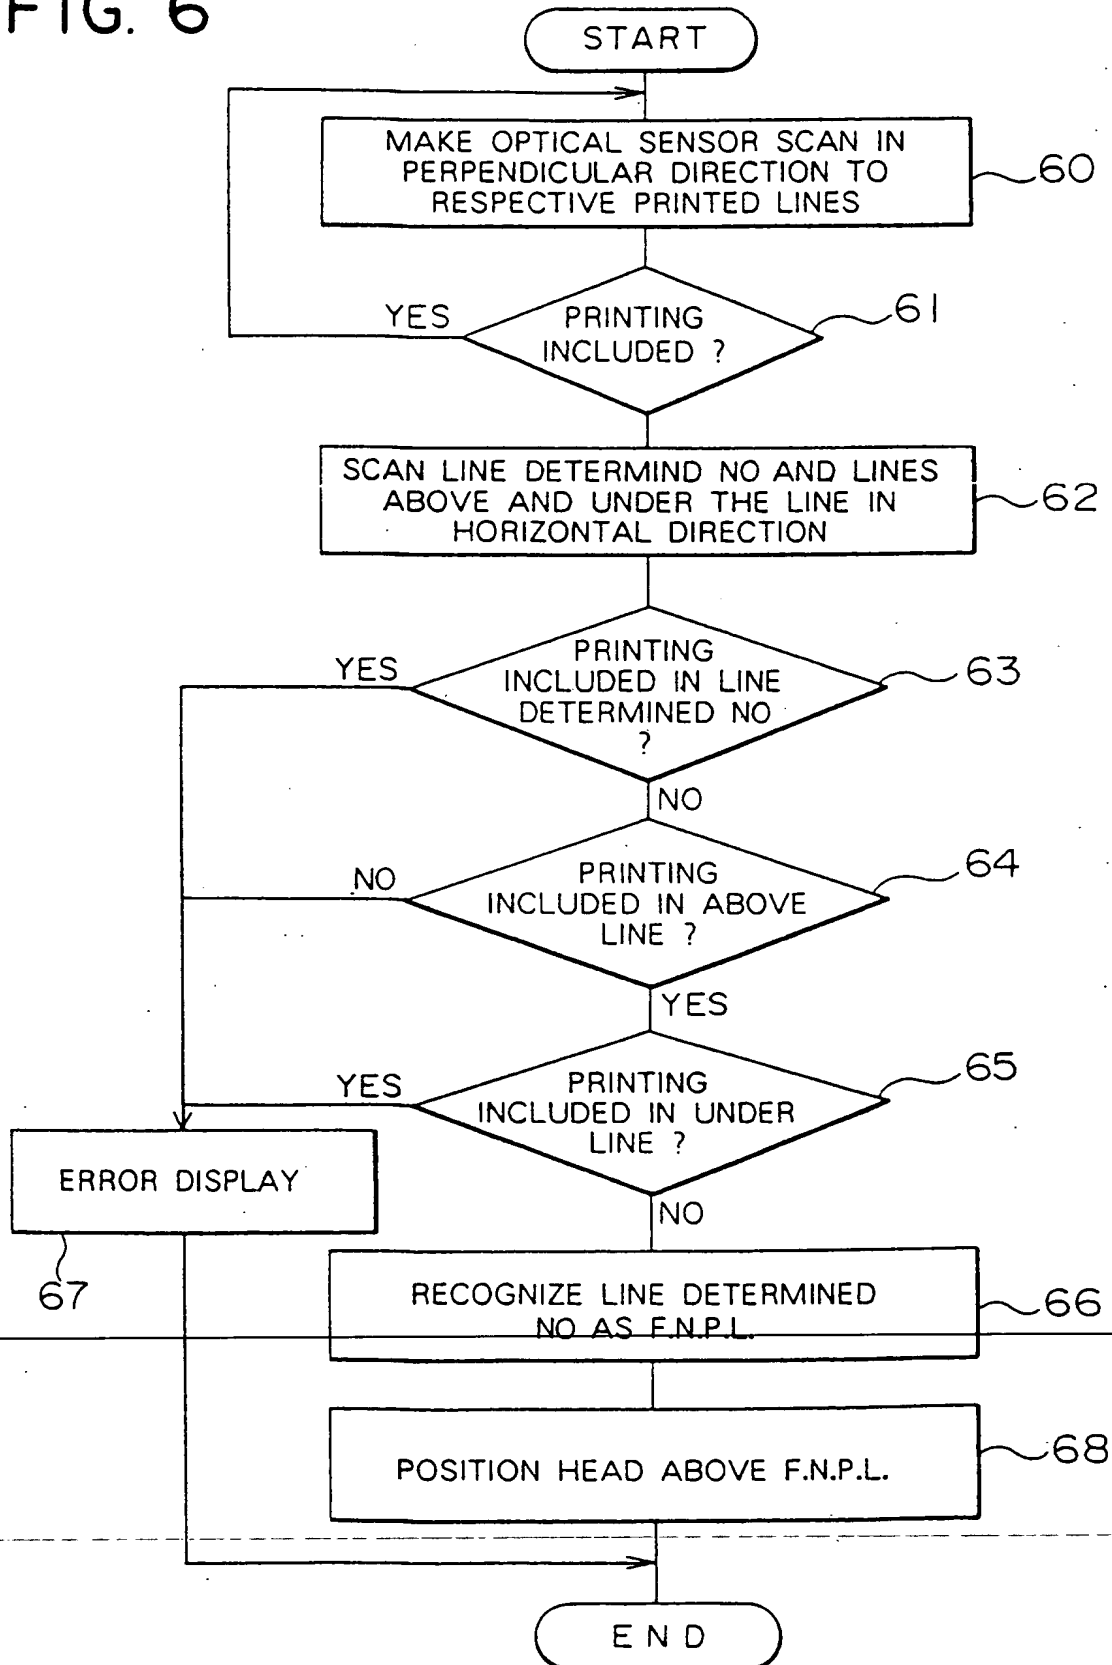 FIG. 6
START
MAKE OPTICAL SENSOR SCAN IN
PERPENDICULAR DIRECTION TO
RESPECTIVE PRINTED LINES
60
PRINTING
INCLUDED ?
61
YES
SCAN LINE DETERMIND NO AND LINES
ABOVE AND UNDER THE LINE IN
HORIZONTAL DIRECTION
62
PRINTING
INCLUDED IN LINE
DETERMINED NO
?
63
YES
NO
PRINTING
INCLUDED IN ABOVE
LINE ?
64
NO
YES
PRINTING
INCLUDED IN UNDER
LINE ?
65
YES
NO
ERROR DISPLAY
67
RECOGNIZE LINE DETERMINED
NO AS F.N.P.L.
66
POSITION HEAD ABOVE F.N.P.L.
68
END